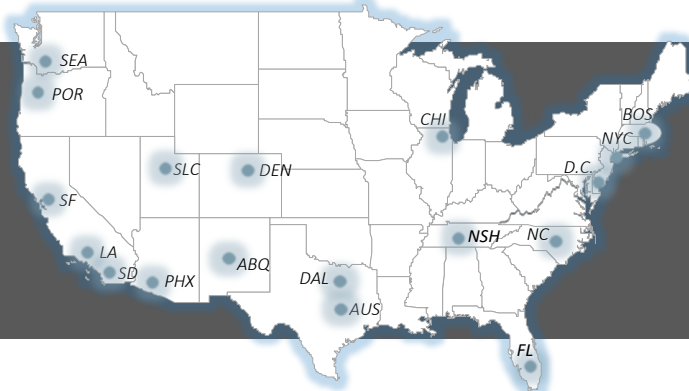 SEA
POR
CHI
BOS
NYC
SLC
DEN
D.C.
SF
NSH
NC
LA
SD
PHX
ABQ
DAL
AUS
FL